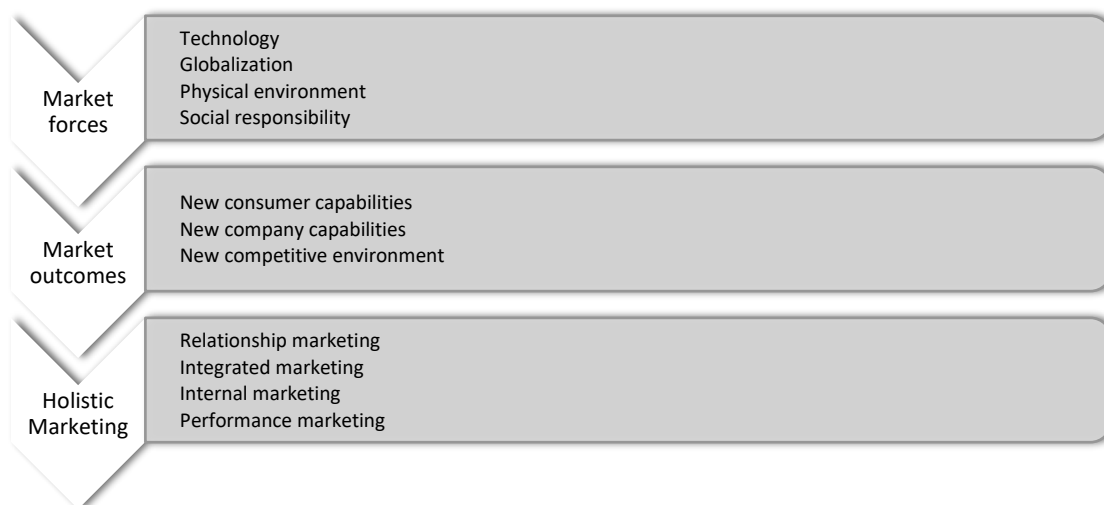 Market
forces
Technology
Globalization
Physical environment
Social responsibility
Market
outcomes
New consumer capabilities
New company capabilities
New competitive environment
Holistic
Marketing
Relationship marketing
Integrated marketing
Internal marketing
Performance marketing